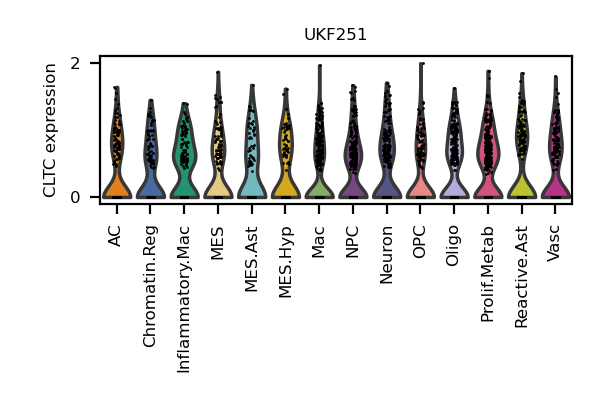 UKF251
CLTC expression
2
0
AC
Chromatin.Reg
Inflammatory.Mac
MES
MES.Ast
MES.Hyp
Mac
NPC
Neuron
OPC
Oligo
Prolif.Metab
Reactive.Ast
Vasc